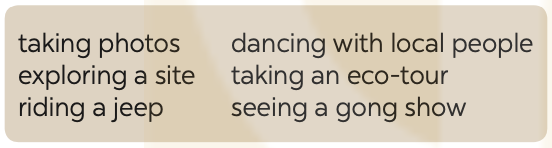 taking photos
exploring a site
riding a jeep
dancing with local people
taking an eco-tour
seeing a gong show